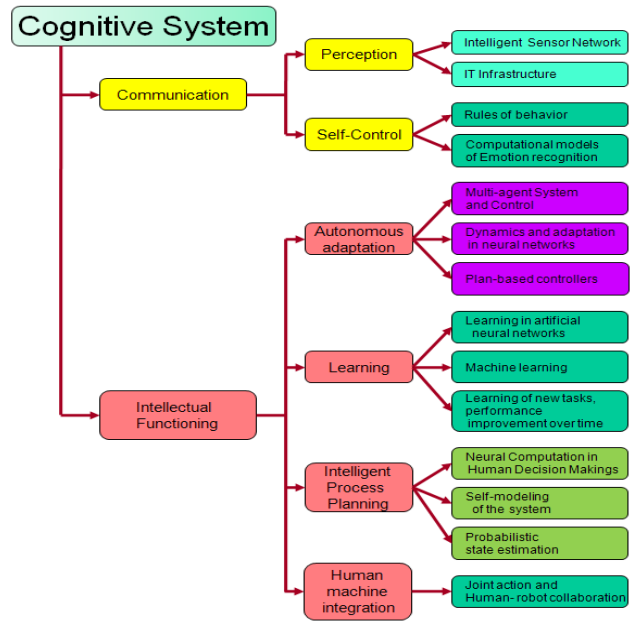 Cognitive System
Communication
Perception
Intelligent Sensor Network
IT Infrastructure
Self-Control
Rules of behavior
Computational models
of Emotion recognition
Intellectual
Functioning
Autonomous
adaptation
Multi-agent System
and Control
Dynamics and adaptation
in neural networks
Plan-based controllers
Learning
Learning in artificial
neural networks
Machine learning
Learning of new tasks,
performance
improvement over time
Intelligent
Process
Planning
Neural Computation in
Human Decision Makings
Self-modeling
of the system
Probabilistic
state estimation
Human
machine
integration
Joint action and
Human-robot collaboration